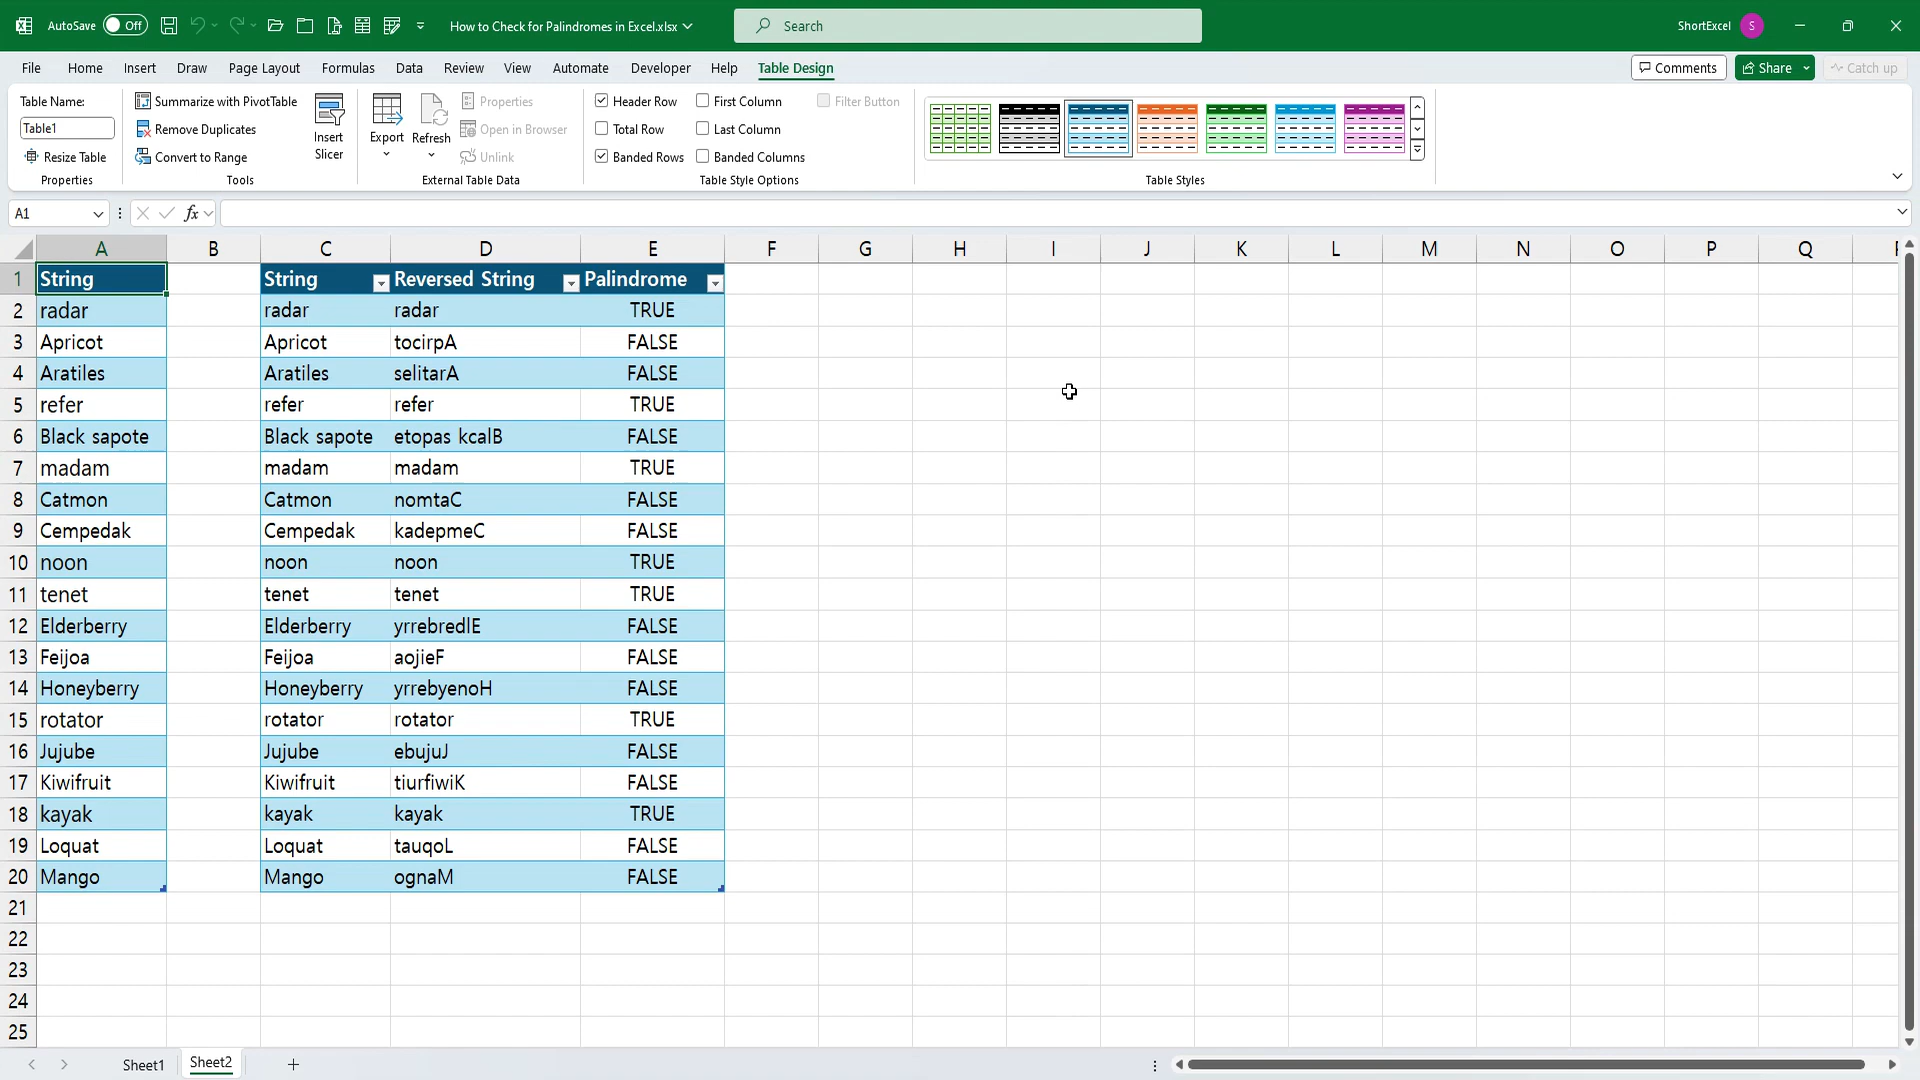 AutoSave Off How to Check for Palindromes in Excel.xlsx Search ShortExcel S
File Home Insert Draw Page Layout Formulas Data Review View Automate Developer Help Table Design Comments Share Catch up
Table Name:
Table1
Resize Table
Properties
Summarize with PivotTable
Remove Duplicates
Convert to Range
Tools
Insert
Slicer
Export
Refresh
Properties
Open in Browser
Unlink
External Table Data
Header Row First Column Filter Button
Total Row Last Column
Banded Rows Banded Columns
Table Style Options
Table Styles
A1 fx
A B C D E F G H I J K L M N O P Q
1 String String Reversed String Palindrome
2 radar radar radar TRUE
3 Apricot Apricot tocirpA FALSE
4 Aratiles Aratiles selitarA FALSE
5 refer refer refer TRUE
6 Black sapote Black sapote etopas kcalB FALSE
7 madam madam madam TRUE
8 Catmon Catmon nomtaC FALSE
9 Cempedak Cempedak kadepmeC FALSE
10 noon noon noon TRUE
11 tenet tenet tenet TRUE
12 Elderberry Elderberry yrrebredlE FALSE
13 Feijoa Feijoa aojieF FALSE
14 Honeyberry Honeyberry yrrebyenoH FALSE
15 rotator rotator rotator TRUE
16 Jujube Jujube ebujuJ FALSE
17 Kiwifruit Kiwifruit tiurfiwiK FALSE
18 kayak kayak kayak TRUE
19 Loquat Loquat tauqoL FALSE
20 Mango Mango ognaM FALSE
21
22
23
24
25
Sheet1 Sheet2